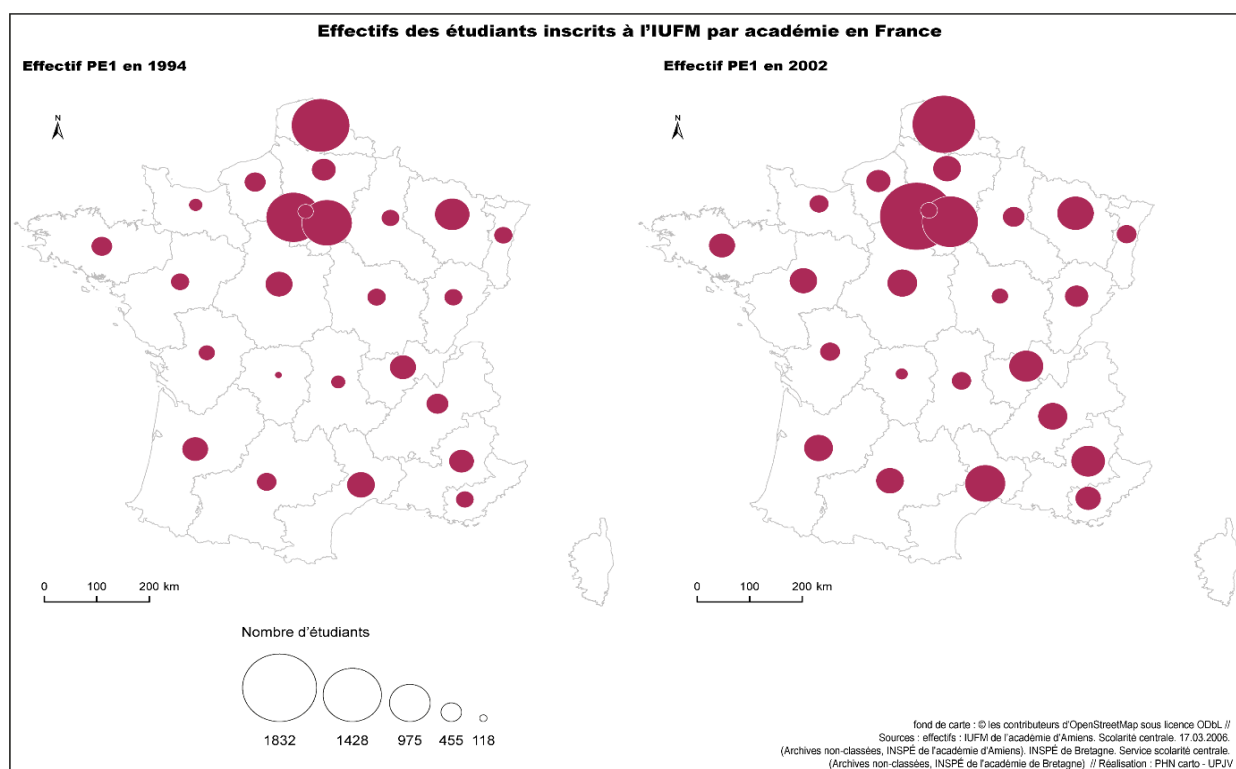 Effectifs des étudiants inscrits à l'IUFM par académie en France
Effectif PE1 en 1994
Effectif PE1 en 2002
N
N
0 100 200 km
0 100 200 km
Nombre d'étudiants
1832 1428 975 455 118
fond de carte : © les contributeurs d'OpenStreetMap sous licence ODbL //
Sources : effectifs : IUFM de l'académie d'Amiens. Scolarité centrale. 17.03.2006.
(Archives non-classées, INSPÉ de l'académie d'Amiens). INSPÉ de Bretagne. Service scolarité centrale.
(Archives non-classées, INSPÉ de l'académie de Bretagne) // Réalisation : PHN carto - UPJV